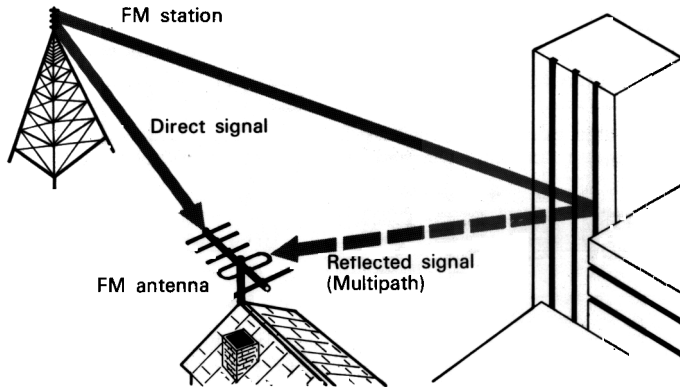 FM station
Direct signal
FM antenna
Reflected signal
(Multipath)